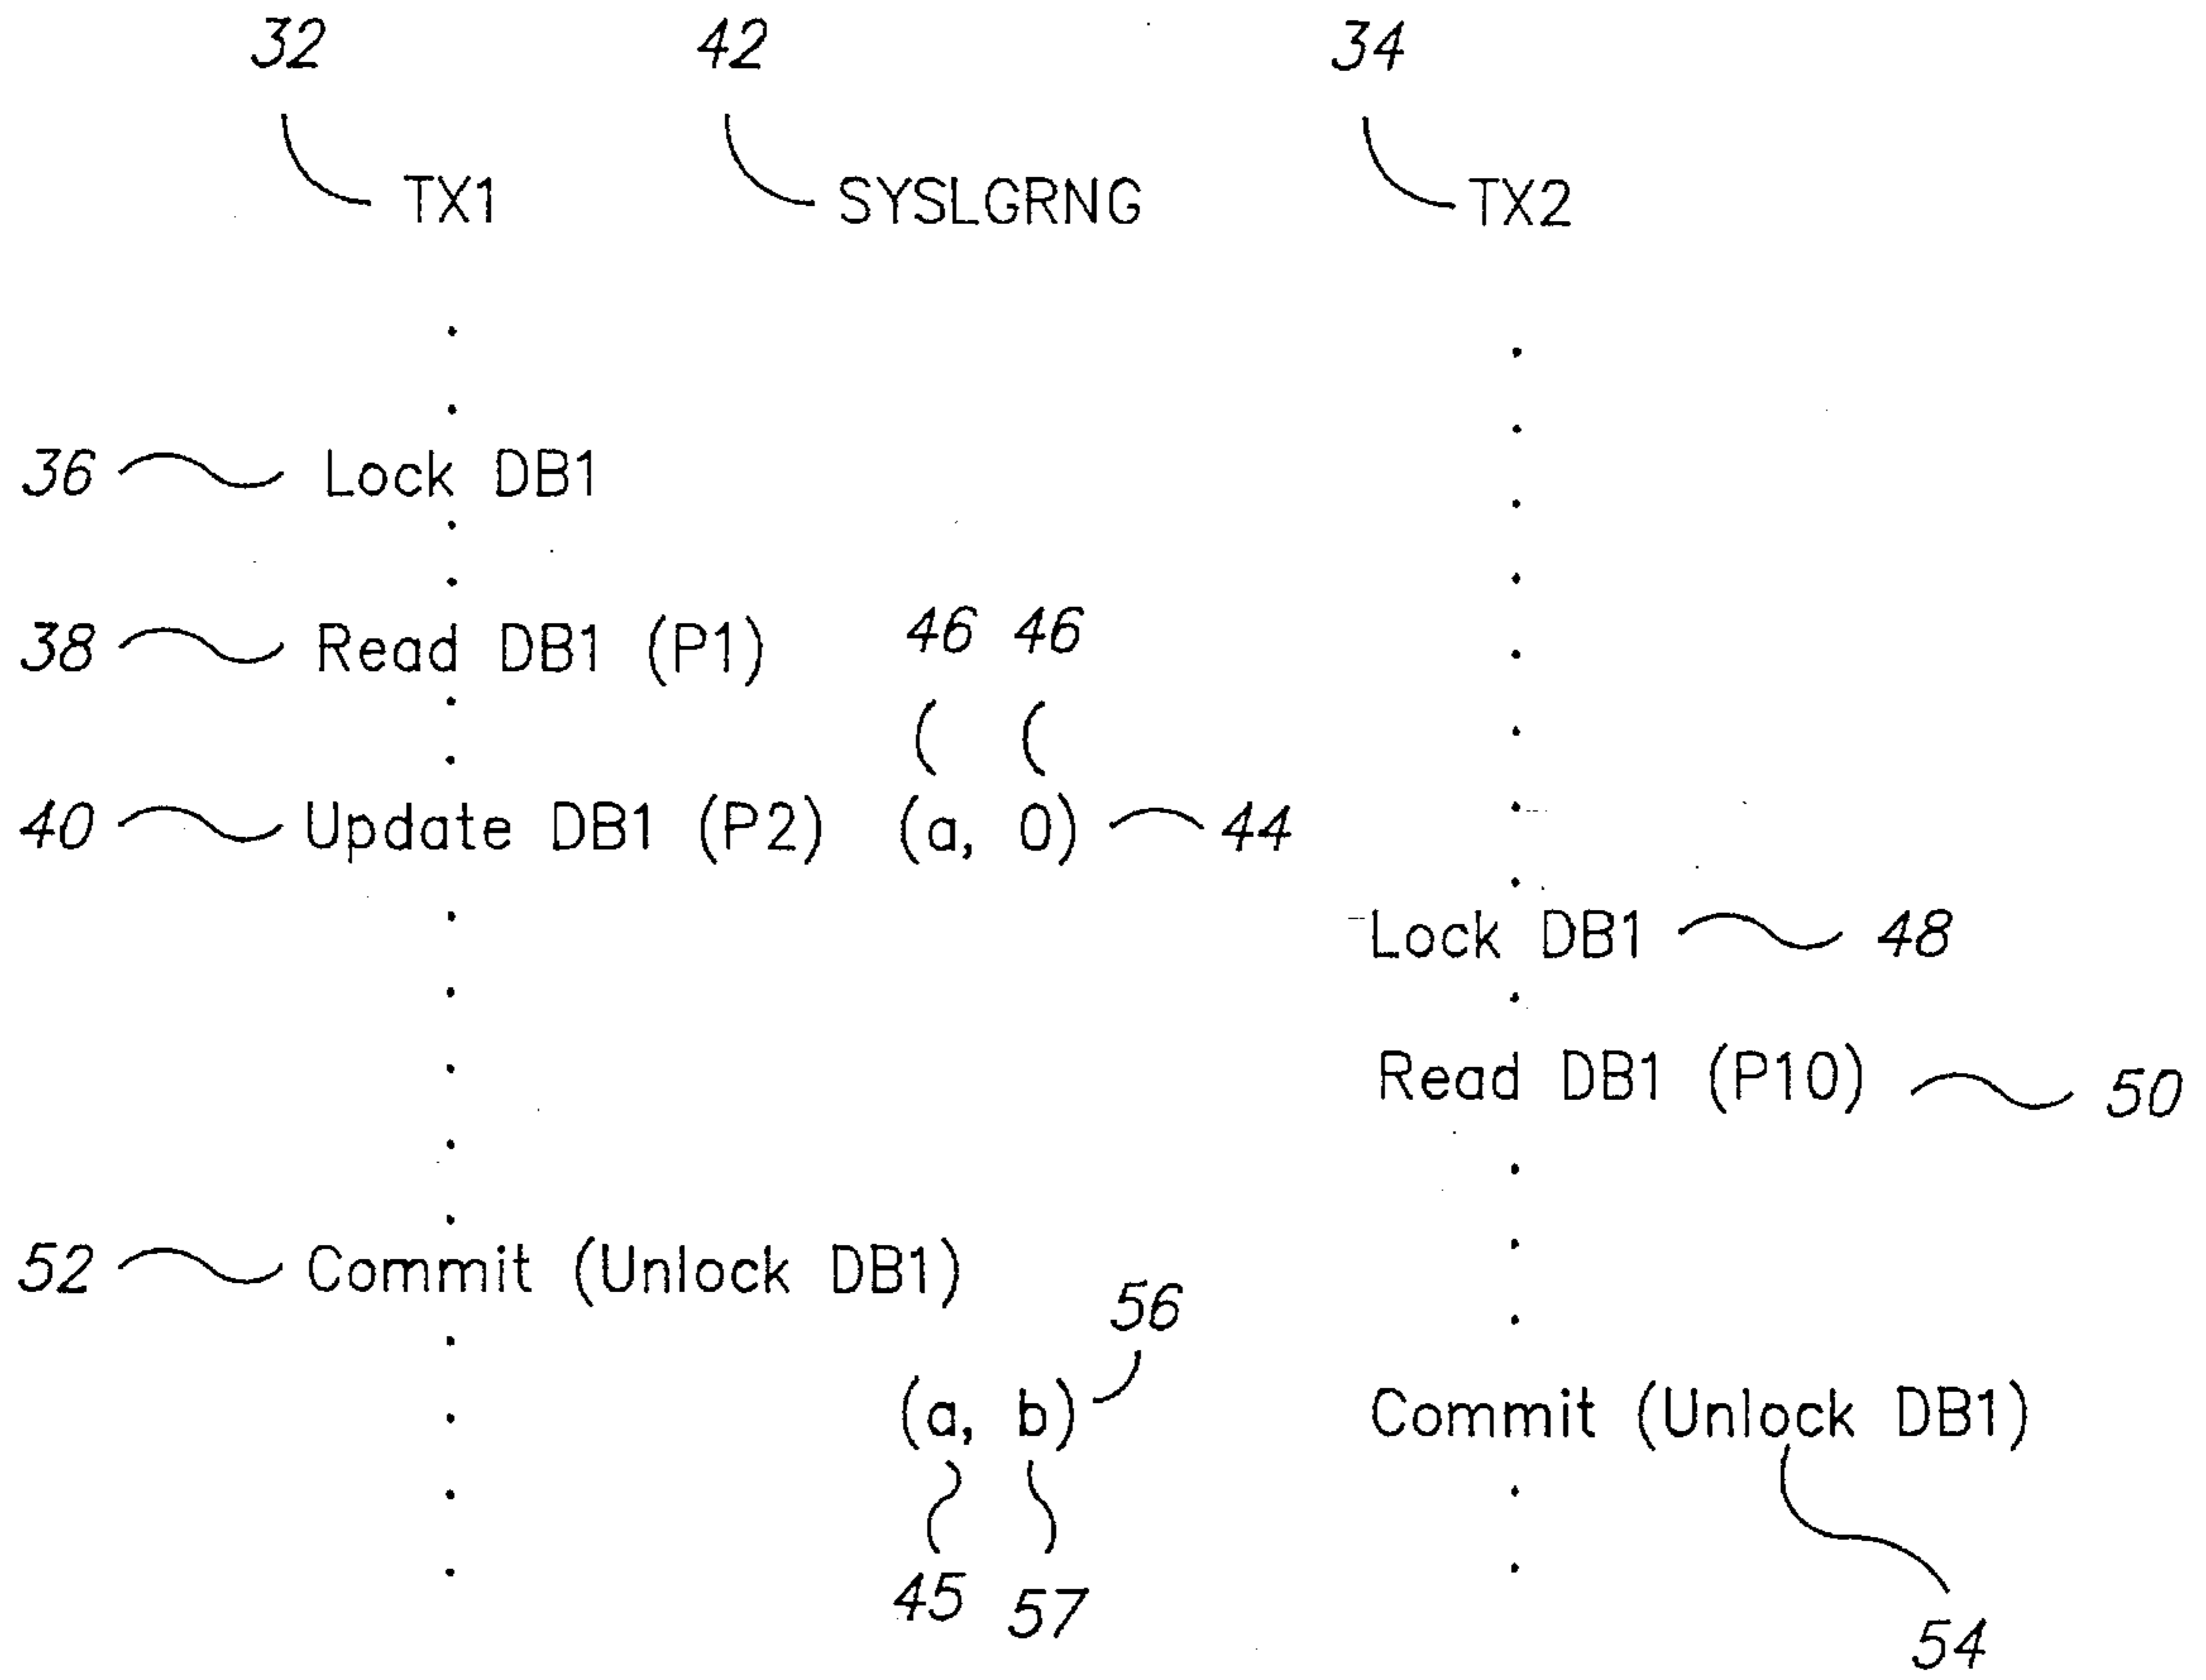 32 42 34
TX1 SYSLGRNG TX2
36 Lock DB1
38 Read DB1 (P1) 46 46
40 Update DB1 (P2) (a, 0) 44
Lock DB1 48
Read DB1 (P10) 50
52 Commit (Unlock DB1)
56
(a, b) Commit (Unlock DB1)
45 57
54